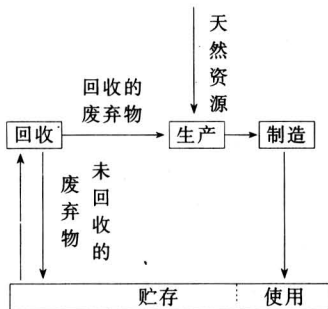 天然资源
回收的
废弃物
回收
生产
制造
未回收的
废弃物
贮存
使用